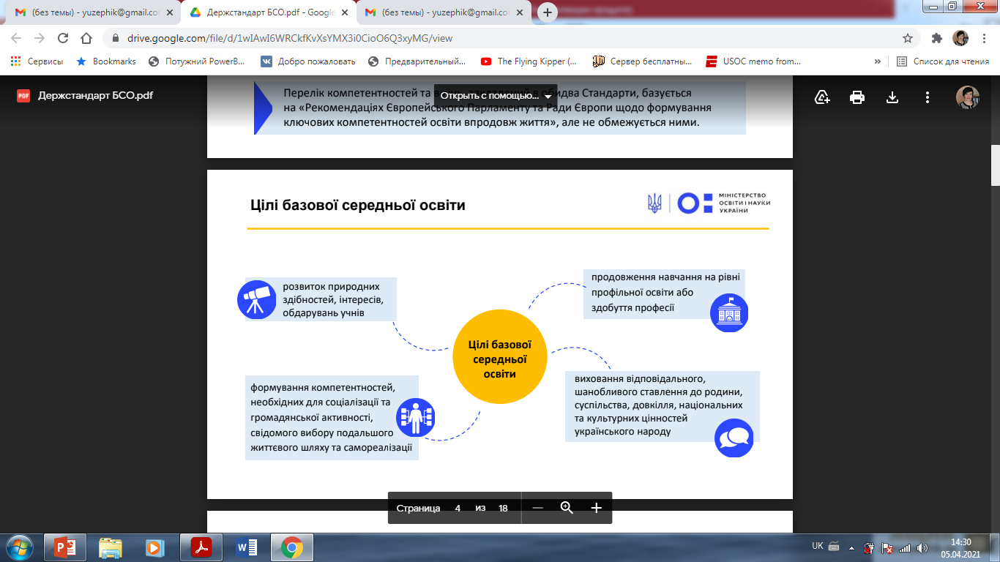 (без темы) - yuzephik@gmail.co
Держстандарт БСО.pdf - Google
(без темы) - yuzephik@gmail.co
drive.google.com/file/d/1wIAwI6WRCkfKvXsYMX3i0CioO6Q3xyMG/view
Сервисы
Bookmarks
Потужний PowerB...
Добро пожаловать
Предварительный...
The Flying Kipper (...
Сервер бесплатны...
USOC memo from...
»
Список для чтения
PDF
Держстандарт БСО.pdf
Открыть с помощью...
Перелік компетентностей та обидва Стандарти, базується
на «Рекомендаціях Європейського Парламенту та Ради Європи щодо формування
ключових компетентностей освіти впродовж життя», але не обмежується ними.
Цілі базової середньої освіти
МІНІСТЕРСТВО
ОСВІТИ І НАУКИ
УКРАЇНИ
розвиток природних
здібностей, інтересів,
обдарувань учнів
продовження навчання на рівні
профільної освіти або
здобуття професії
Цілі базової
середньої
освіти
формування компетентностей,
необхідних для соціалізації та
громадянської активності,
свідомого вибору подальшого
життєвого шляху та самореалізації
виховання відповідального,
шанобливого ставлення до родини,
суспільства, довкілля, національних
та культурних цінностей
українського народу
Страница 4 из 18
UK
14:30
05.04.2021